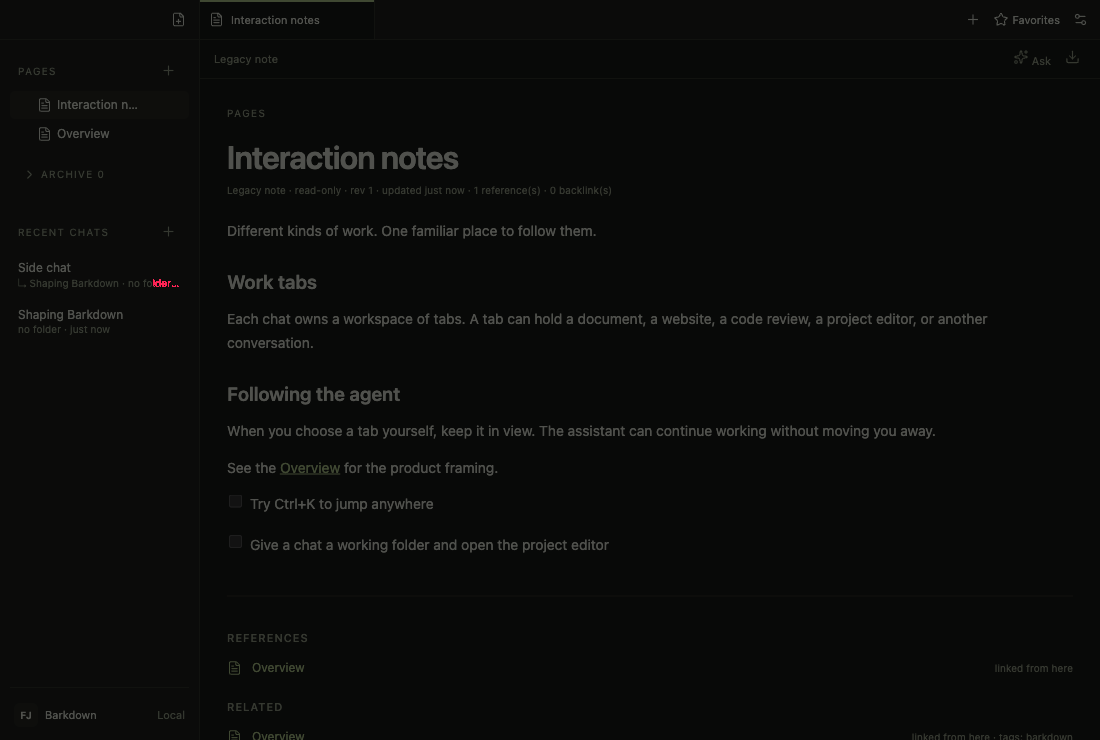 Interaction notes
Favorites
Legacy note
Ask
PAGES
Interaction n...
Overview
ARCHIVE 0
RECENT CHATS
Side chat
Shaping Barkdown · no
Shaping Barkdown
no folder · just now
FJ Barkdown Local
PAGES
Interaction notes
Legacy note · read-only · rev 1 · updated just now · 1 reference(s) · 0 backlink(s)
Different kinds of work. One familiar place to follow them.
Work tabs
Each chat owns a workspace of tabs. A tab can hold a document, a website, a code review, a project editor, or another
conversation.
Following the agent
When you choose a tab yourself, keep it in view. The assistant can continue working without moving you away.
See the Overview for the product framing.
Try Ctrl+K to jump anywhere
Give a chat a working folder and open the project editor
REFERENCES
Overview linked from here
RELATED
Overview linked from here · tags: barkdown